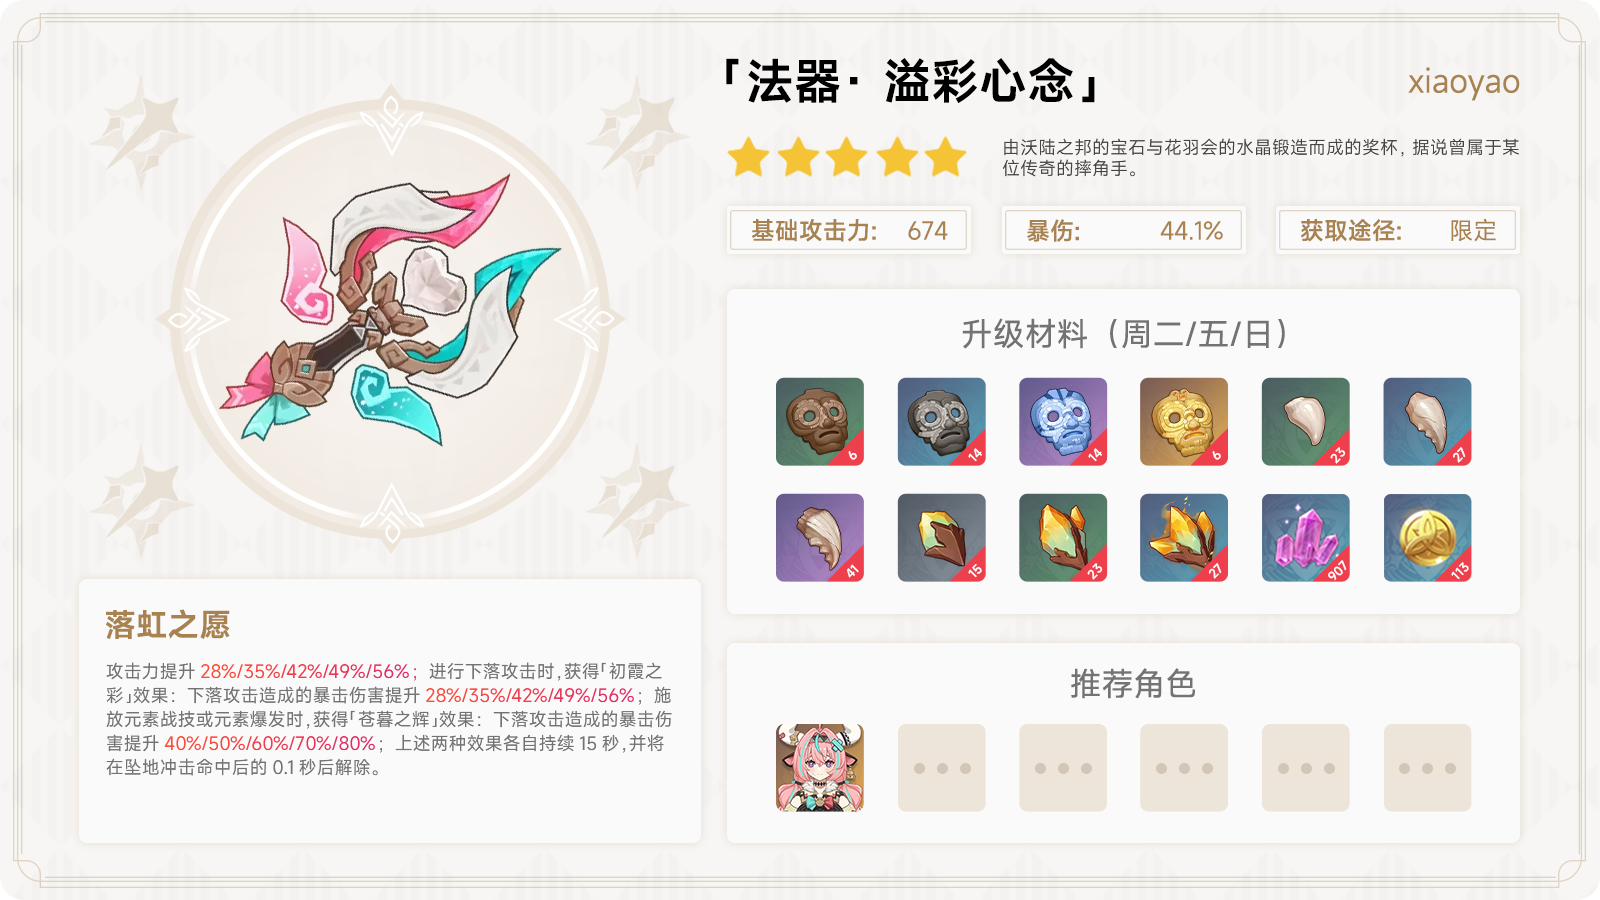 「法器· 溢彩心念」
xiaoyao
由沃陆之邦的宝石与花羽会的水晶锻造而成的奖杯，据说曾属于某
位传奇的摔角手。
基础攻击力: 674
暴伤: 44.1%
获取途径: 限定
升级材料（周二/五/日）
6 14 14 6 23 27
41 15 23 27 907 113
落虹之愿
攻击力提升 28%/35%/42%/49%/56%；进行下落攻击时,获得｢初霞之
彩｣效果：下落攻击造成的暴击伤害提升 28%/35%/42%/49%/56%；施
放元素战技或元素爆发时,获得｢苍暮之辉｣效果：下落攻击造成的暴击伤
害提升 40%/50%/60%/70%/80%；上述两种效果各自持续 15 秒,并将
在坠地冲击命中后的 0.1 秒后解除。
推荐角色